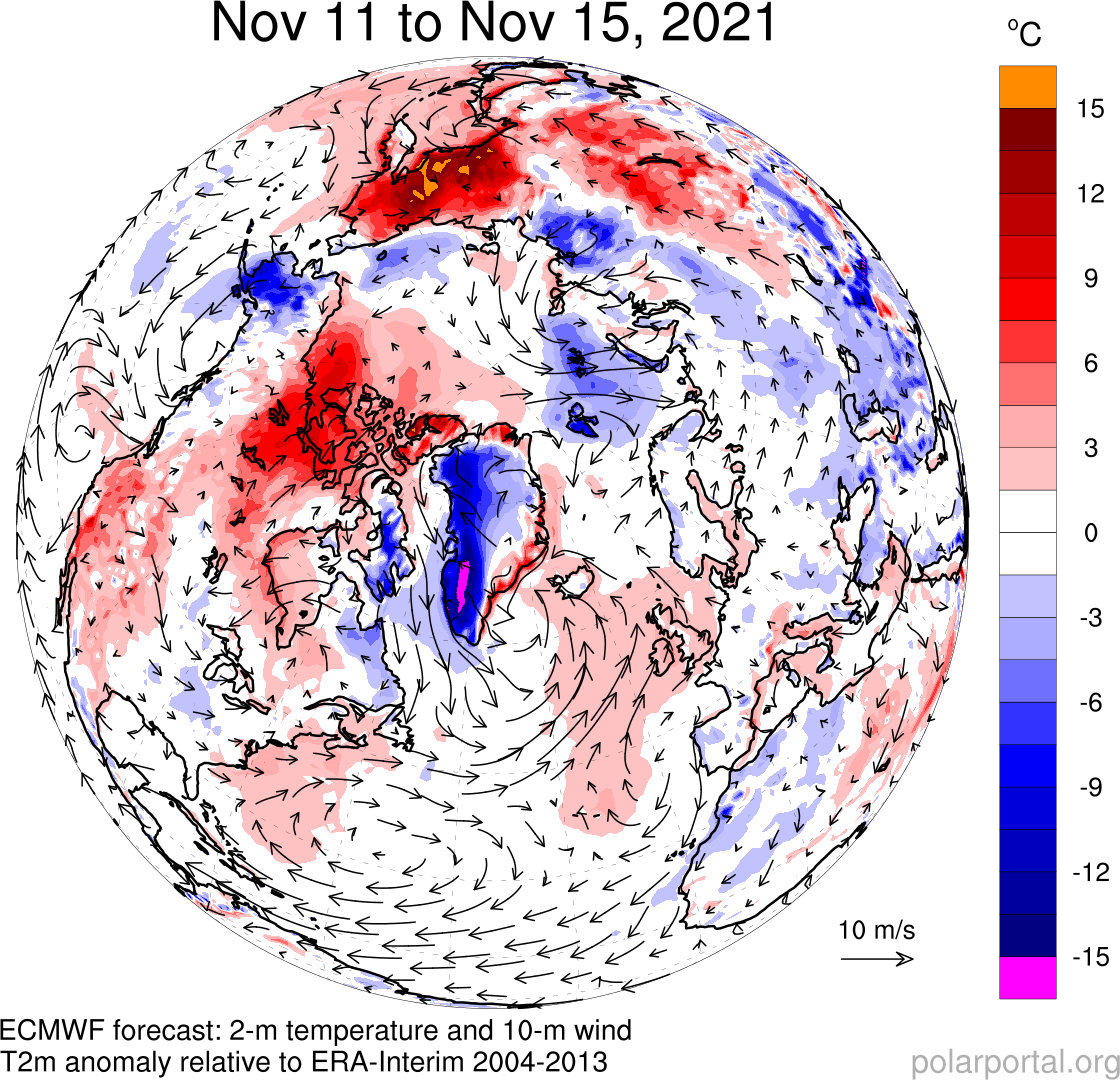 Nov 11 to Nov 15, 2021
°C
15
12
9
6
3
0
-3
-6
-9
-12
-15
10 m/s
ECMWF forecast: 2-m temperature and 10-m wind
T2m anomaly relative to ERA-Interim 2004-2013
polarportal.org